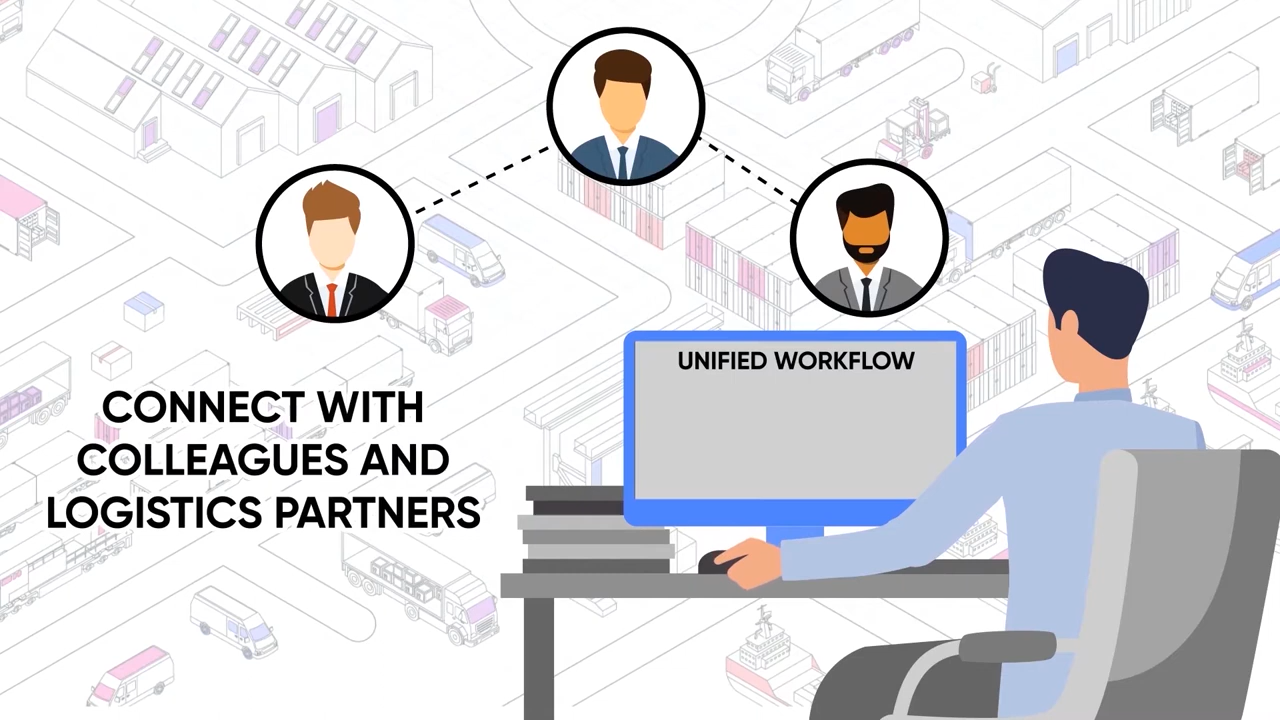 CONNECT WITH
COLLEAGUES AND
LOGISTICS PARTNERS
UNIFIED WORKFLOW